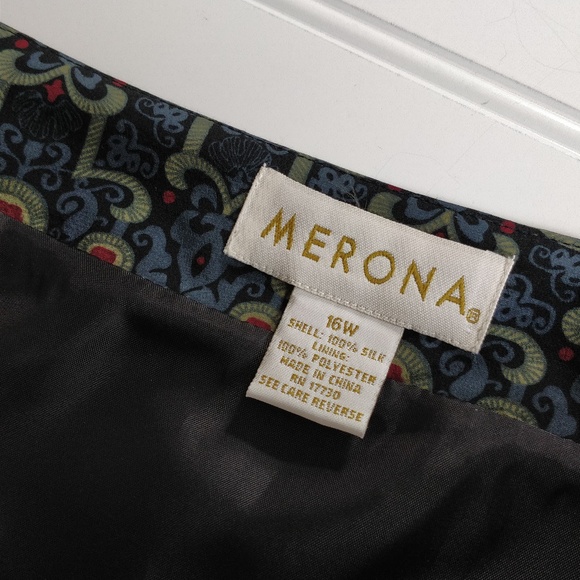 MERONA®
16W
SHELL: 100% SILK
LINING:
100% POLYESTER
MADE IN CHINA
RN 17730
SEE CARE REVERSE